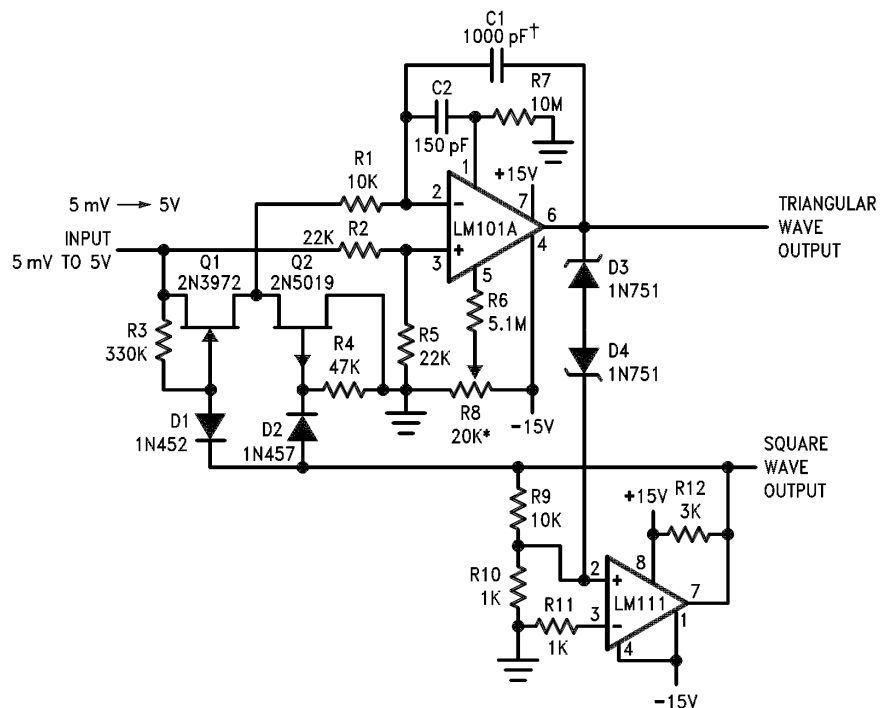 C1
1000 pF†
C2
150 pF
R7
10M
R1
10K
1
+15V
5 mV → 5V
2
−
7
6
TRIANGULAR
WAVE
OUTPUT
INPUT
5 mV TO 5V
22K
R2
LM101A
+
3
4
5
Q1
2N3972
Q2
2N5019
R6
5.1M
D3
1N751
R3
330K
R4
47K
R5
22K
D4
1N751
R8
20K*
−15V
D1
1N452
D2
1N457
SQUARE
WAVE
OUTPUT
R9
10K
+15V
R12
3K
R10
1K
2
+
8
LM111
7
R11
1K
3
−
4
1
−15V